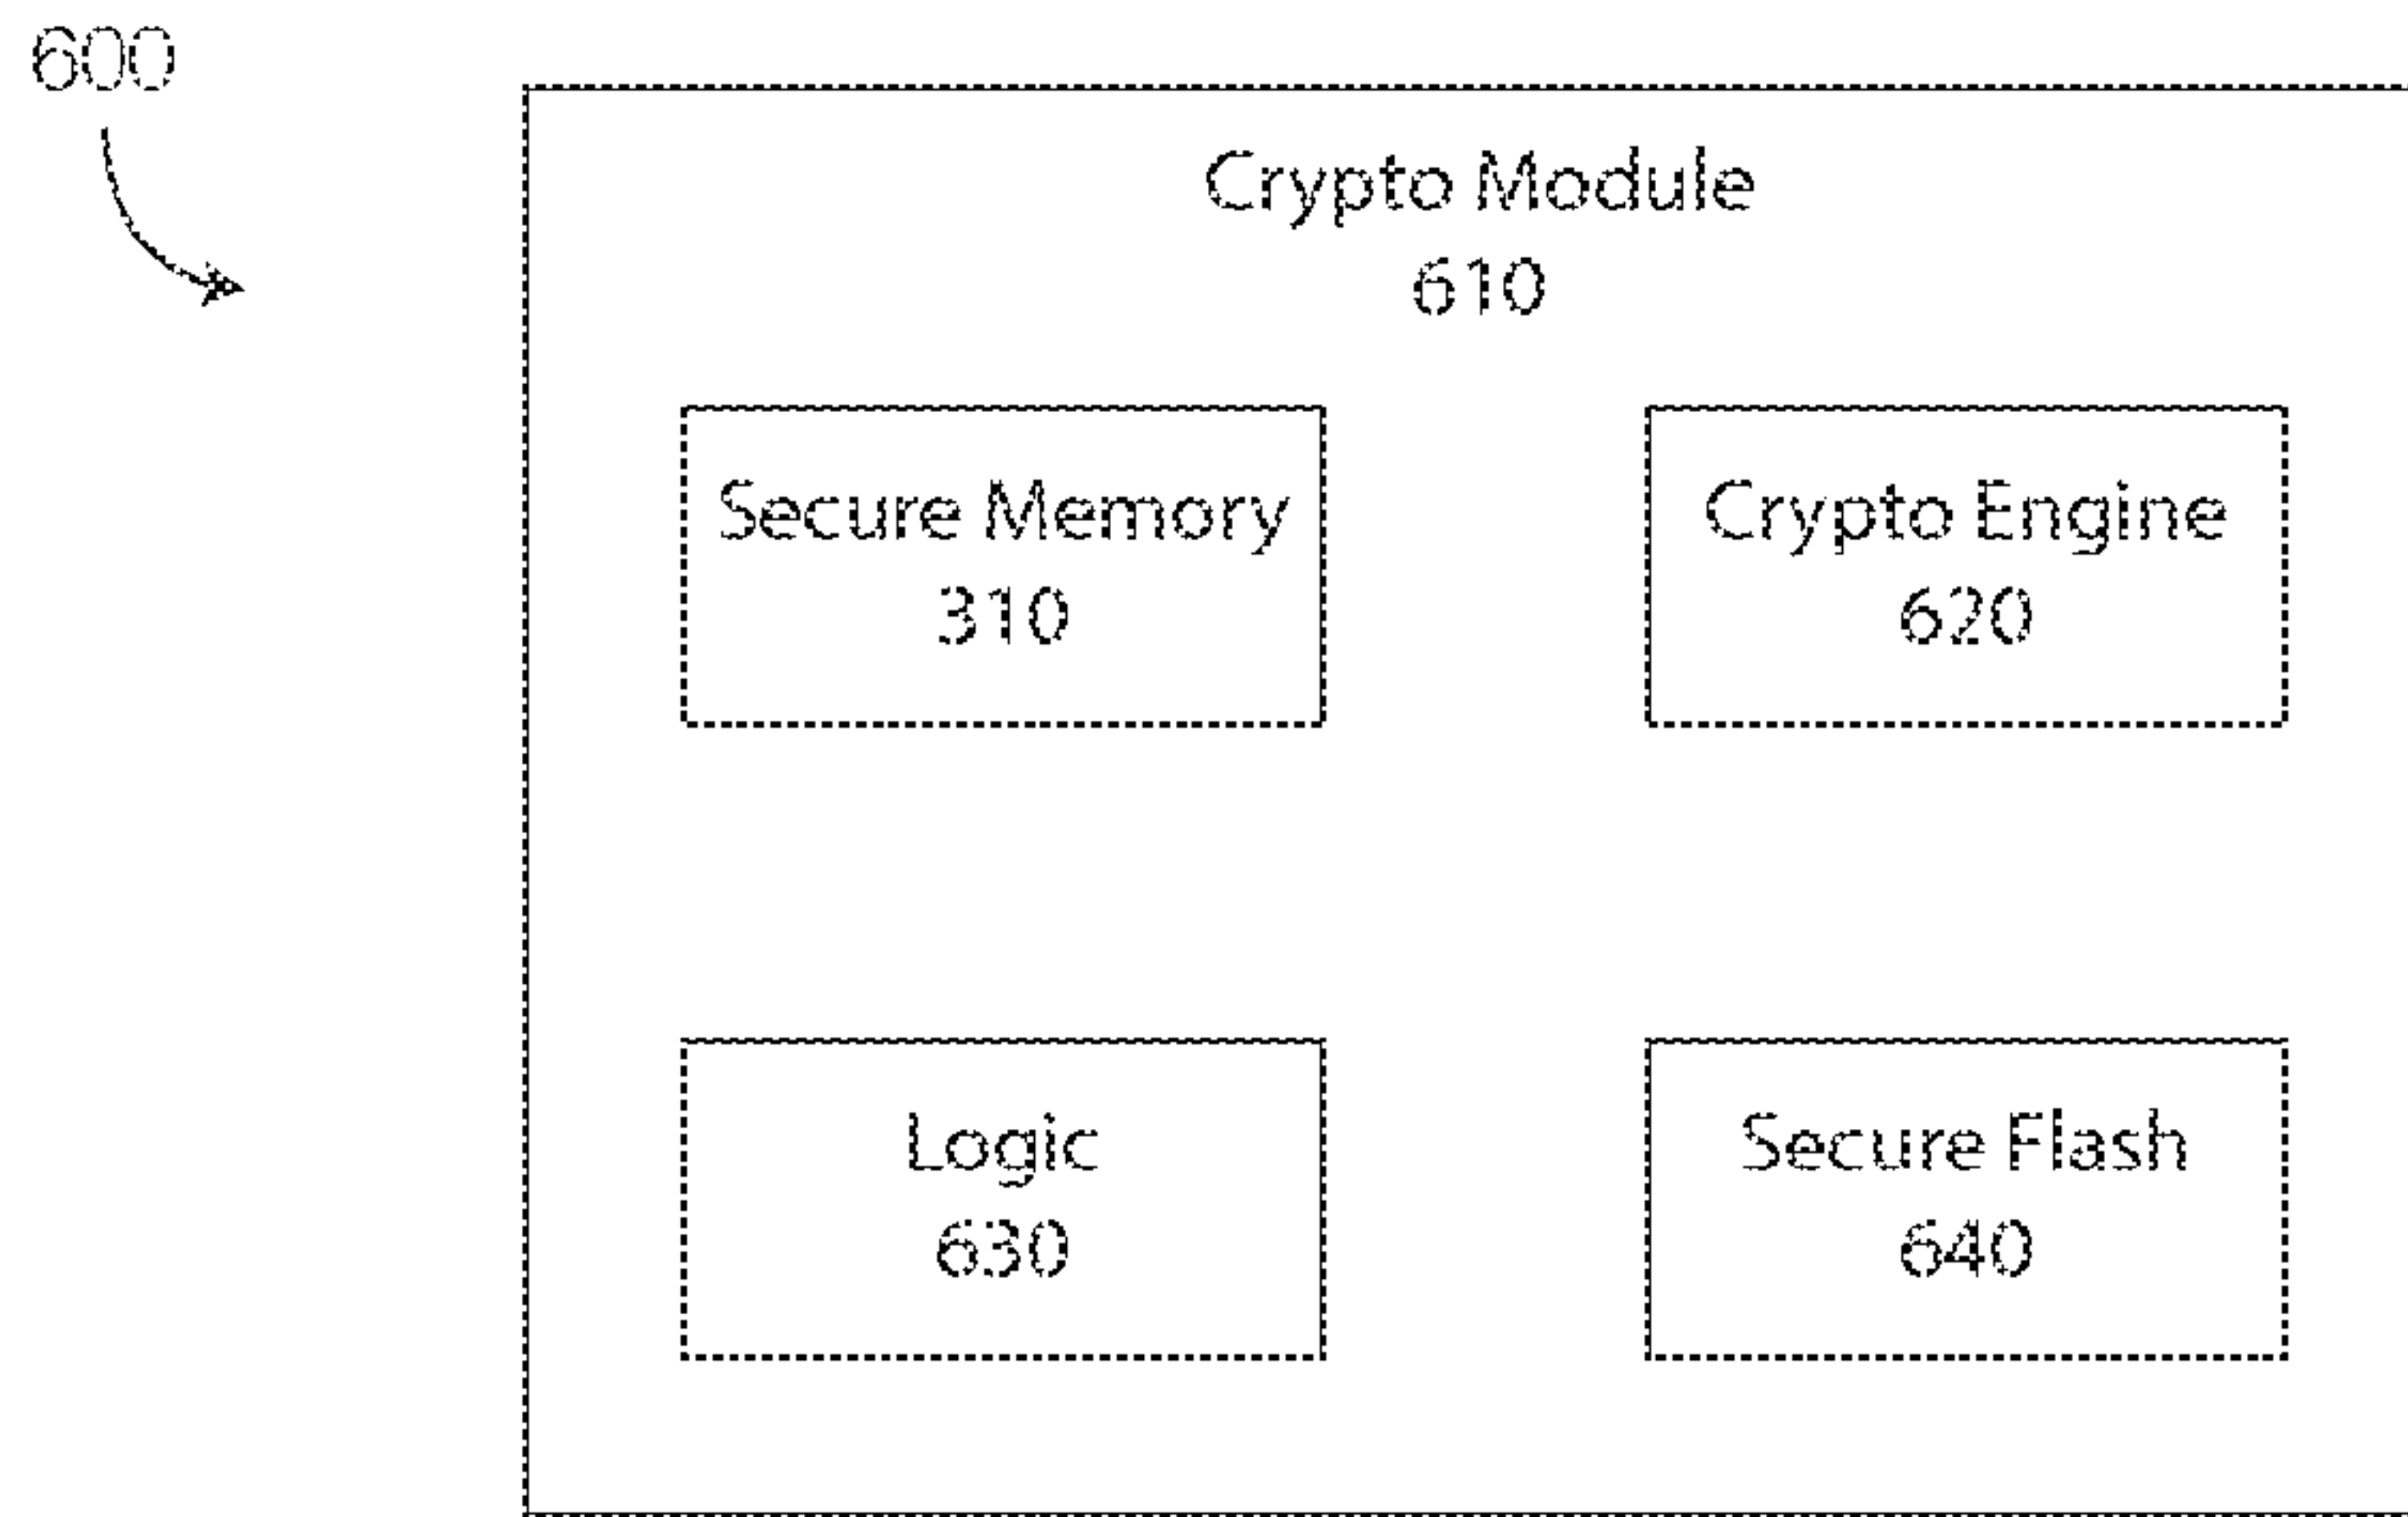 600
Crypto Module
610
Secure Memory
310
Crypto Engine
620
Logic
630
Secure Flash
640